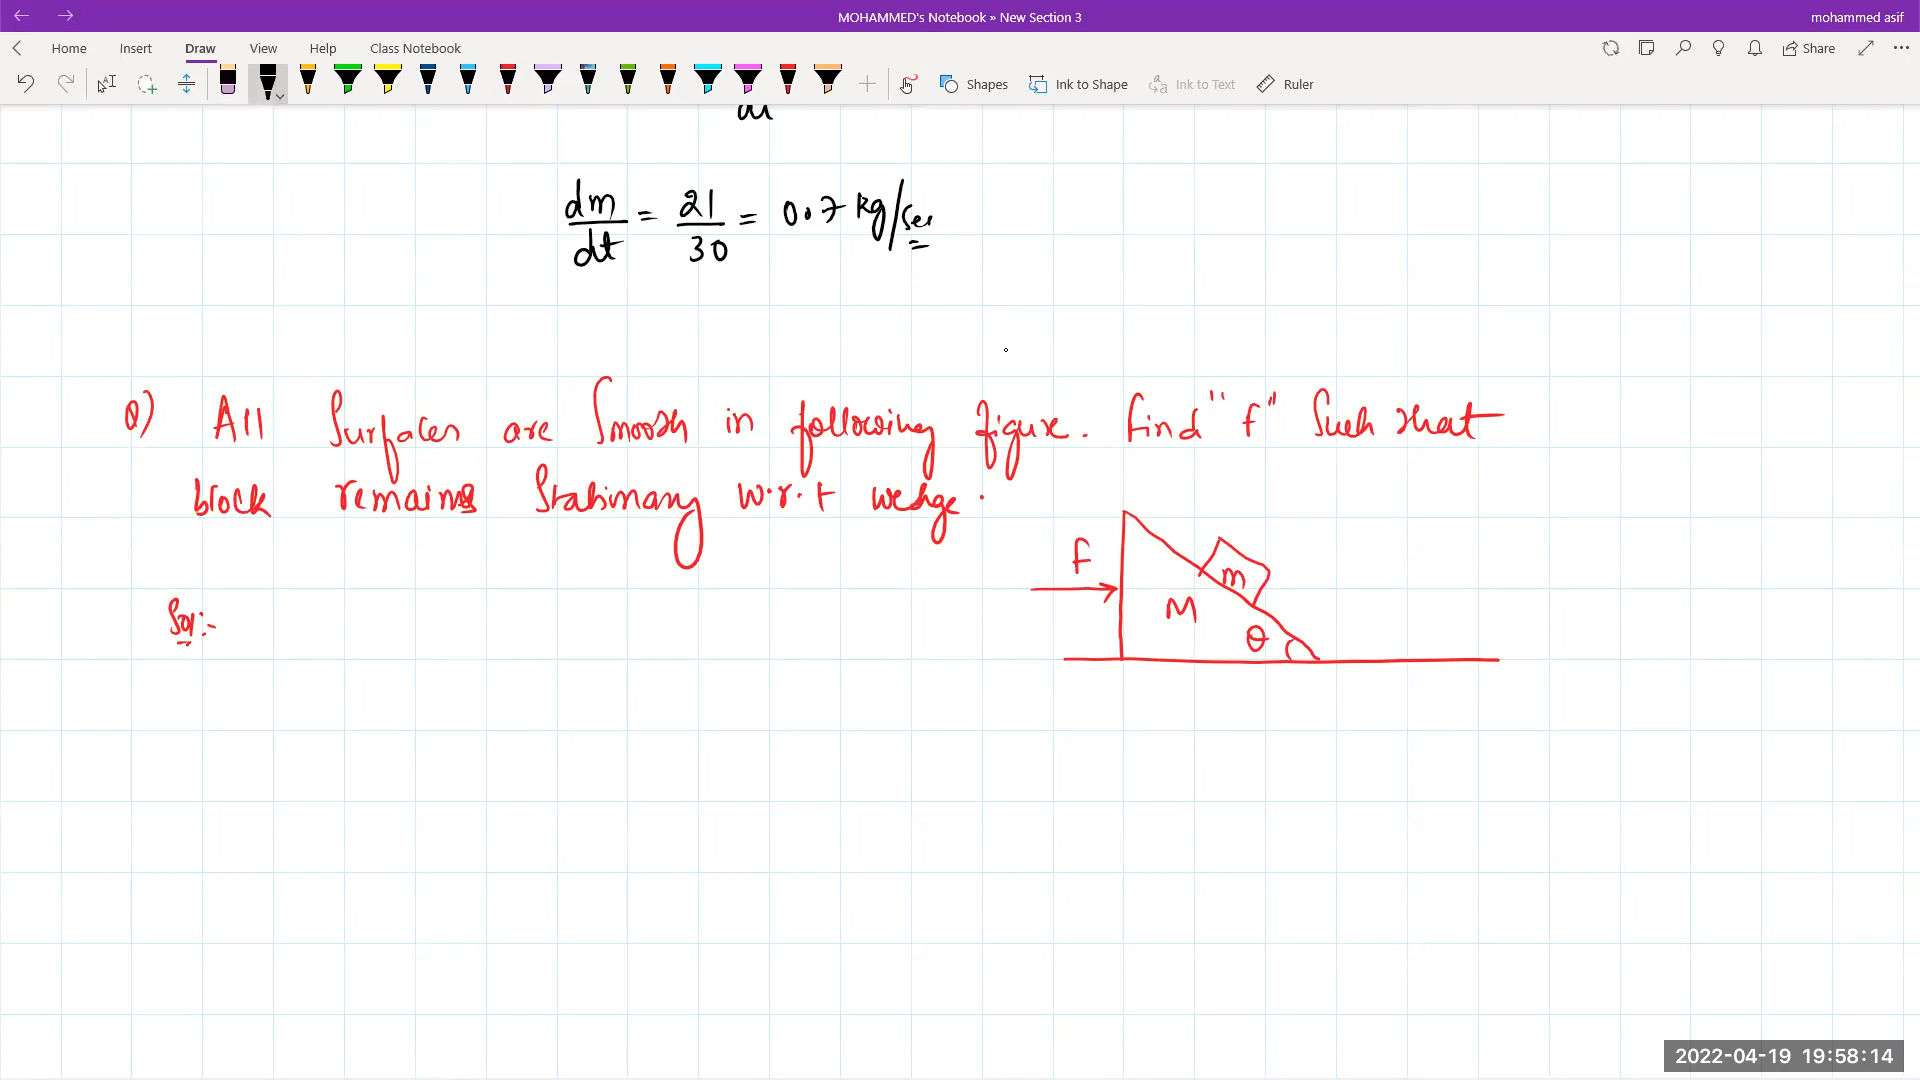 MOHAMMED's Notebook » New Section 3
mohammed asif
Home Insert Draw View Help Class Notebook
Share
Shapes Ink to Shape Ink to Text Ruler
dt
dm/dt = 21/30 = 0.7 kg/sec
Q) All Surfaces are Smooth in following figure. Find "F" Such that
block remains Stationary w.r.t wedge.
F
m
M
θ
Sol:-
2022-04-19 19:58:14